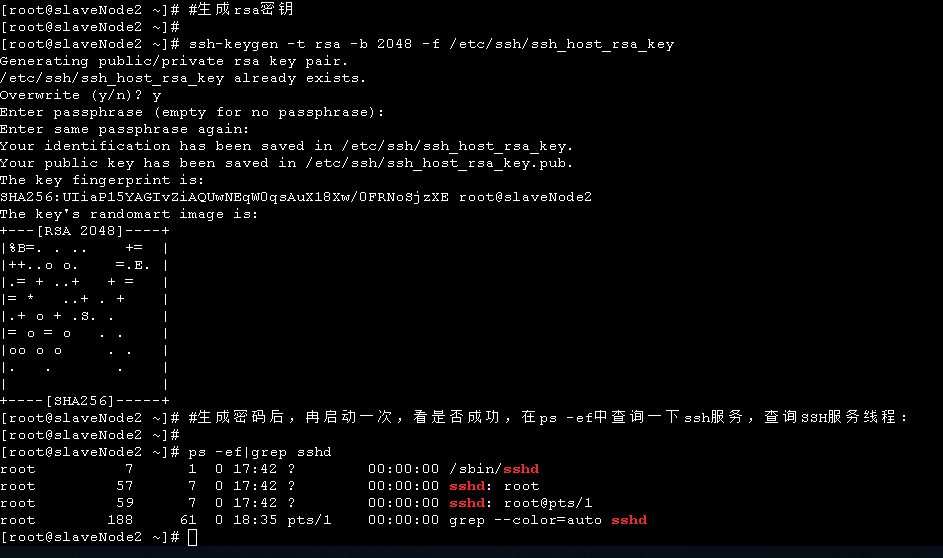 [root@slaveNode2 ~]# #生成rsa密钥
[root@slaveNode2 ~]#
[root@slaveNode2 ~]# ssh-keygen -t rsa -b 2048 -f /etc/ssh/ssh_host_rsa_key
Generating public/private rsa key pair.
/etc/ssh/ssh_host_rsa_key already exists.
Overwrite (y/n)? y
Enter passphrase (empty for no passphrase):
Enter same passphrase again:
Your identification has been saved in /etc/ssh/ssh_host_rsa_key.
Your public key has been saved in /etc/ssh/ssh_host_rsa_key.pub.
The key fingerprint is:
SHA256:UIiaPl5YAGIvZiAQUwNEqW0qsAuXl8Xw/0FRNoSjzXE root@slaveNode2
The key's randomart image is:
+---[RSA 2048]----+
|%B=. . ..     +=  |
|++..o o.     =.E. |
|.= + ..+   + =   |
|= *   ..+ . +    |
|.+ o + .S. .     |
|= o = o   . .    |
|oo o o     . .   |
|.   .       .    |
|                 |
+----[SHA256]-----+
[root@slaveNode2 ~]# #生成密码后，冉启动一次，看是否成功，在ps -ef中查询一下ssh服务，查询SSH服务线程：
[root@slaveNode2 ~]#
[root@slaveNode2 ~]# ps -ef|grep sshd
root         7     1  0 17:42 ?        00:00:00 /sbin/sshd
root        57     7  0 17:42 ?        00:00:00 sshd: root
root        59     7  0 17:42 ?        00:00:00 sshd: root@pts/1
root       188    61  0 18:35 pts/1    00:00:00 grep --color=auto sshd
[root@slaveNode2 ~]#